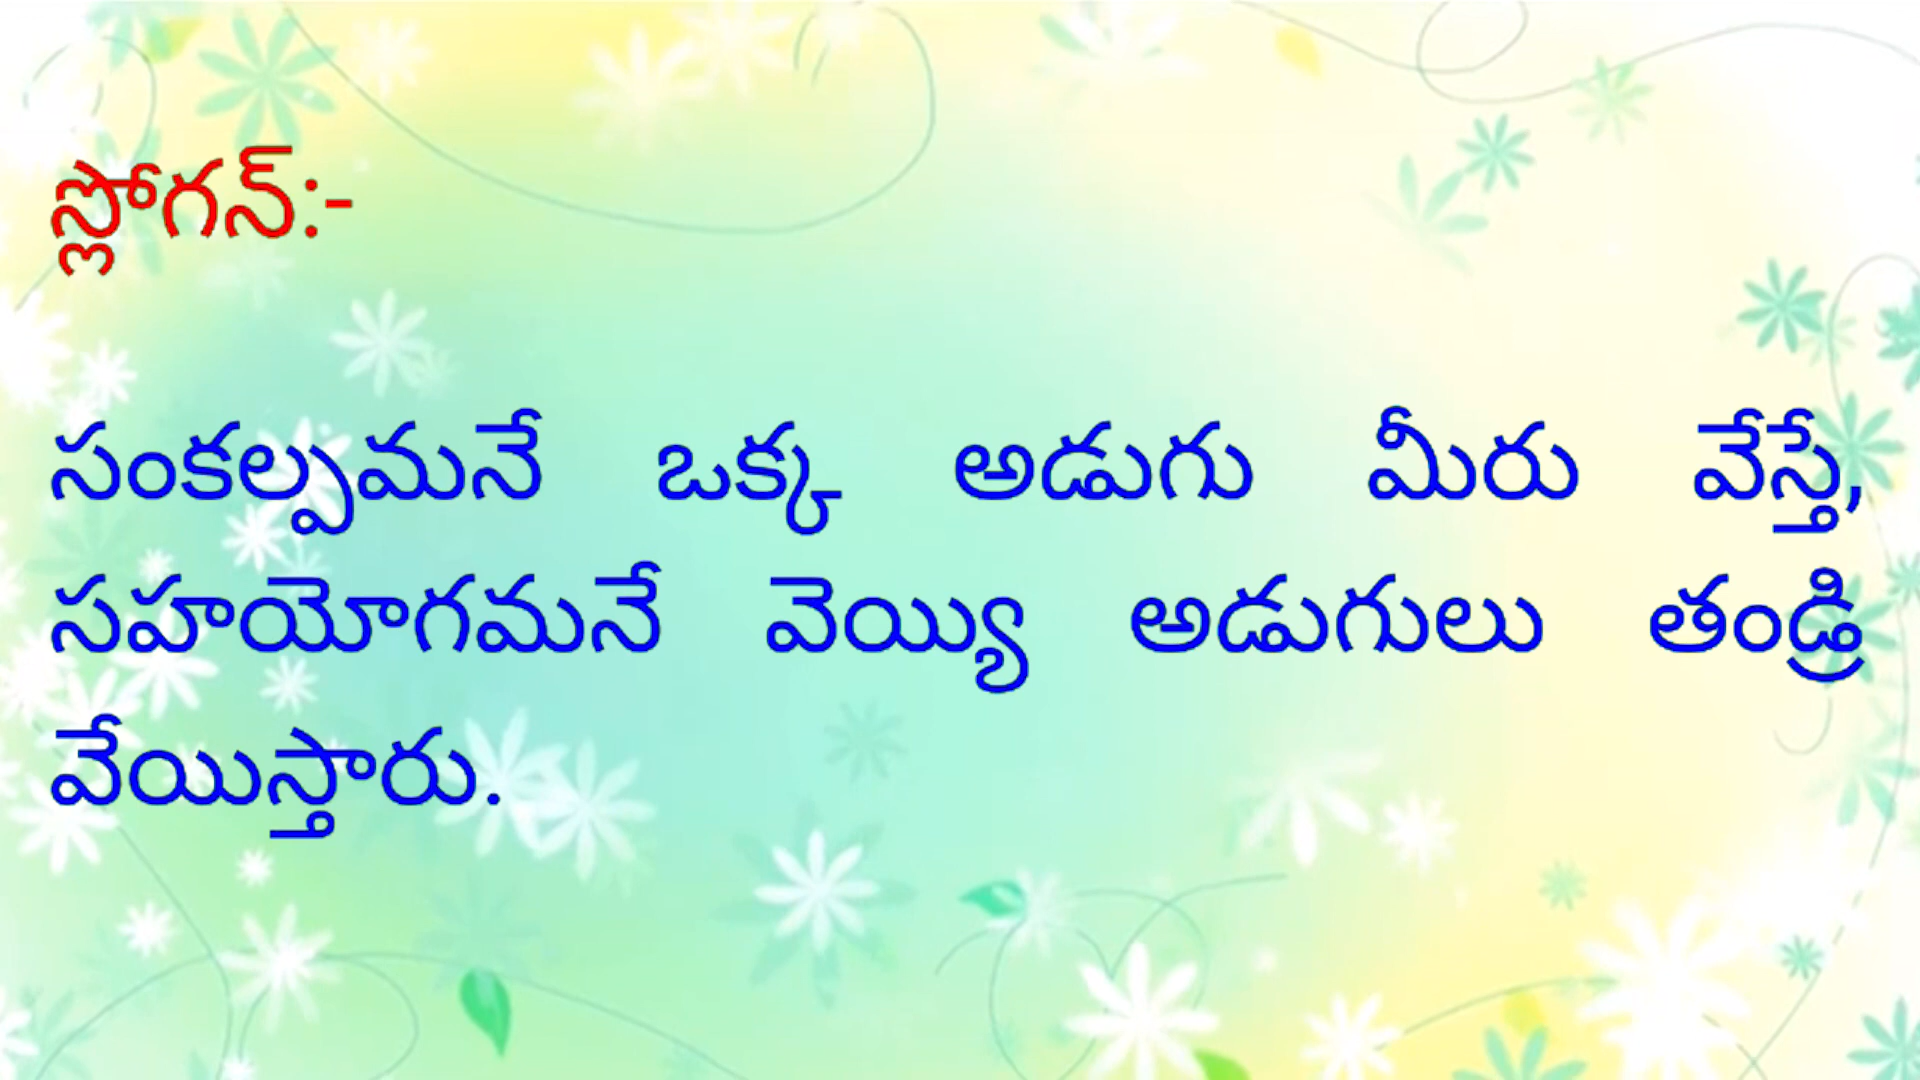 స్లోగన్:-
సంకల్పమనే ఒక్క అడుగు మీరు వేస్తే,
సహయోగమనే వెయ్యి అడుగులు తండ్రి
వేయిస్తారు.